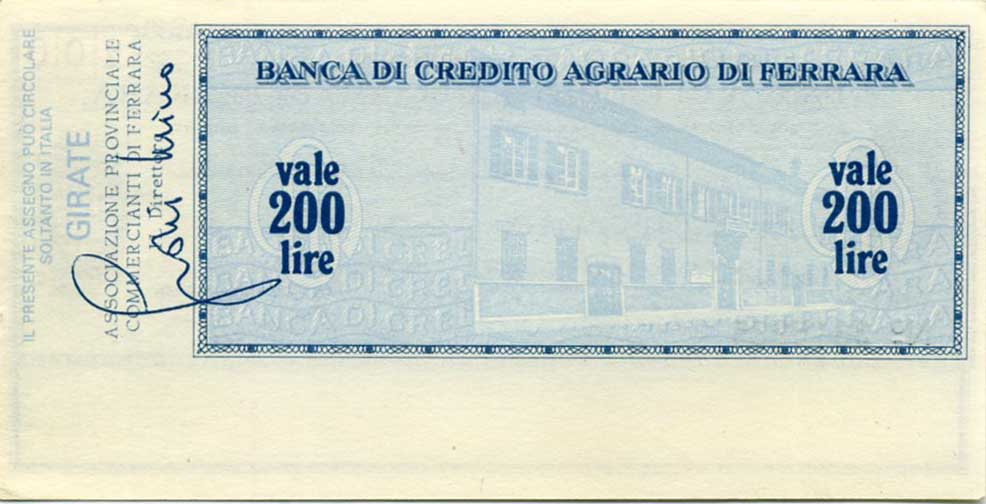 IL PRESENTE ASSEGNO PUÒ CIRCOLARE
SOLTANTO IN ITALIA
GIRATE
ASSOCIAZIONE PROVINCIALE
COMMERCIANTI DI FERRARA
Direttore
BANCA DI CREDITO AGRARIO DI FERRARA
vale
200
lire
vale
200
lire